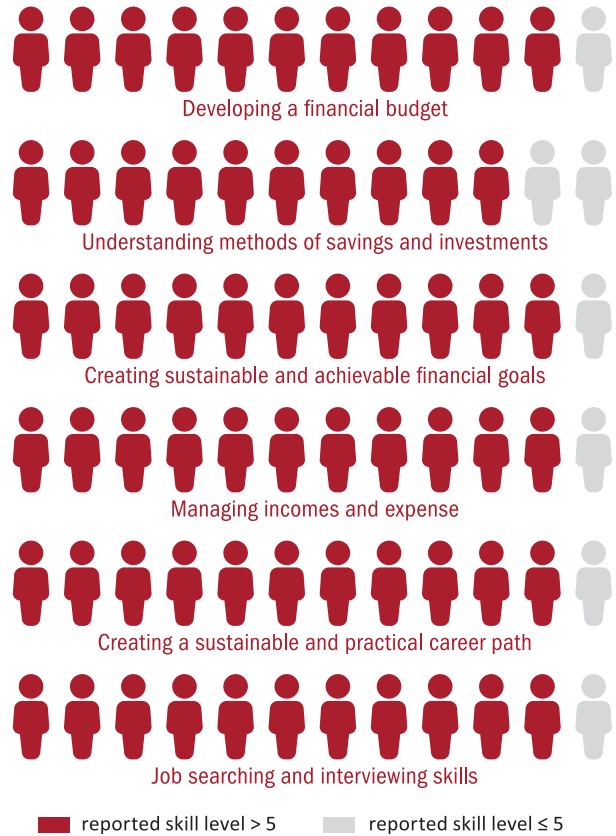 Developing a financial budget
Understanding methods of savings and investments
Creating sustainable and achievable financial goals
Managing incomes and expense
Creating a sustainable and practical career path
Job searching and interviewing skills
reported skill level > 5 reported skill level ≤ 5